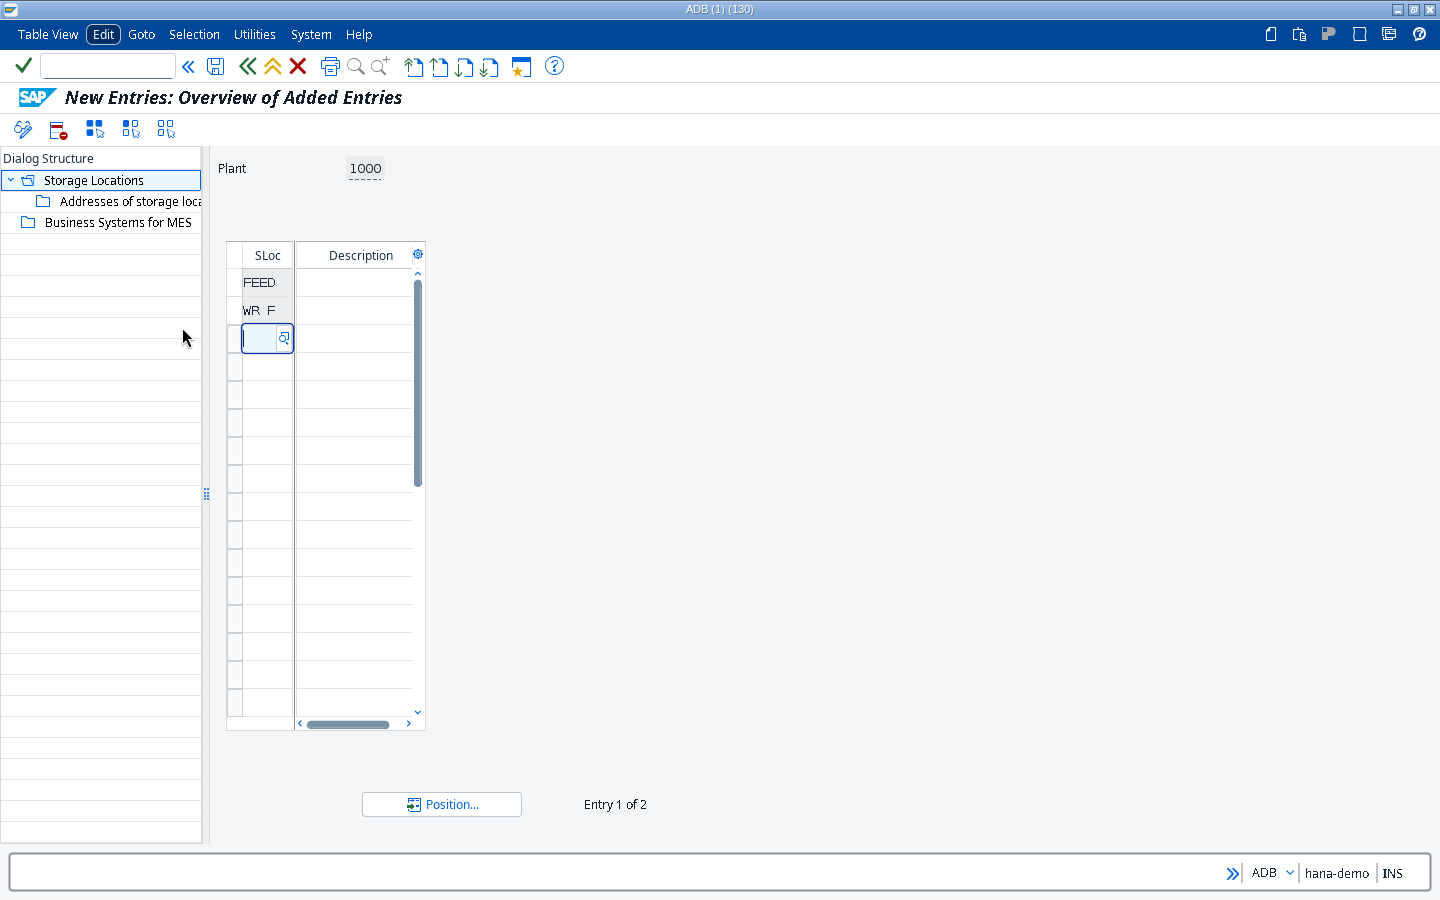 ADB (1) (130)
Table View Edit Goto Selection Utilities System Help
SAP New Entries: Overview of Added Entries
Dialog Structure
Storage Locations
Addresses of storage loca
Business Systems for MES
Plant 1000
SLoc Description
FEED
WR F
Position... Entry 1 of 2
ADB hana-demo INS